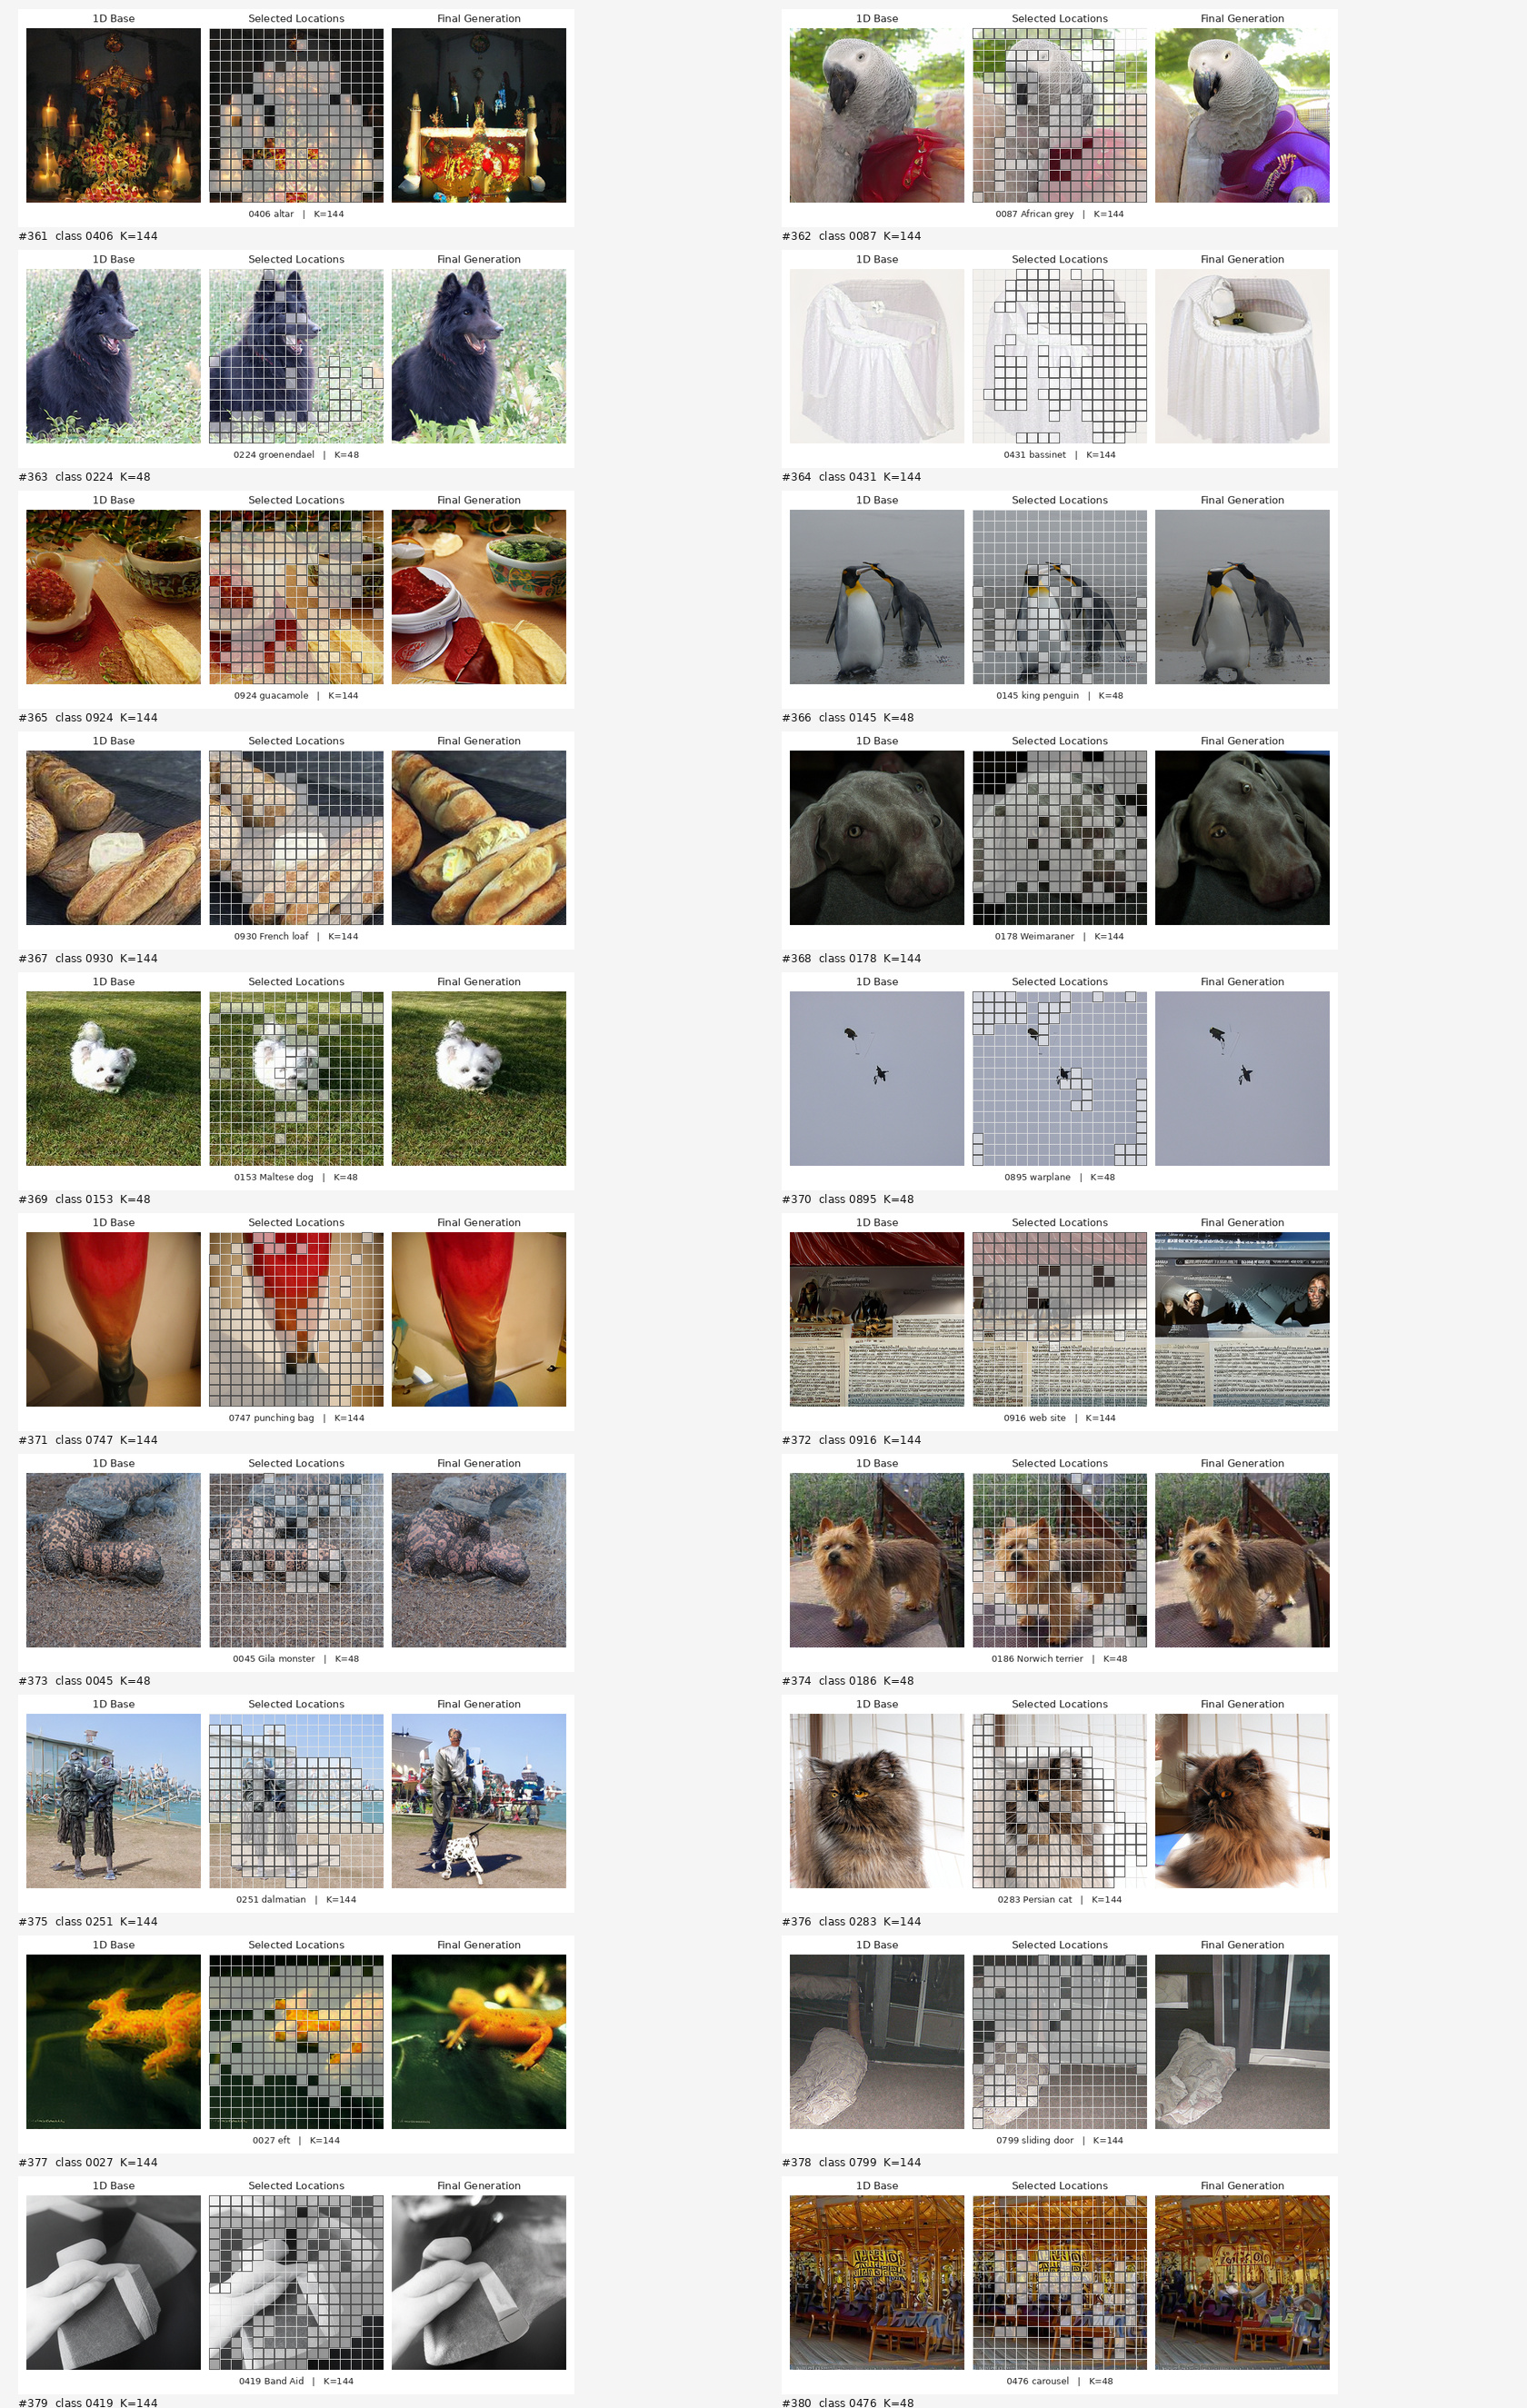 1D Base Selected Locations Final Generation
0406 altar | K=144
#361 class 0406 K=144
1D Base Selected Locations Final Generation
0087 African grey | K=144
#362 class 0087 K=144
1D Base Selected Locations Final Generation
0224 groenendael | K=48
#363 class 0224 K=48
1D Base Selected Locations Final Generation
0431 bassinet | K=144
#364 class 0431 K=144
1D Base Selected Locations Final Generation
0924 guacamole | K=144
#365 class 0924 K=144
1D Base Selected Locations Final Generation
0145 king penguin | K=48
#366 class 0145 K=48
1D Base Selected Locations Final Generation
0930 French loaf | K=144
#367 class 0930 K=144
1D Base Selected Locations Final Generation
0178 Weimaraner | K=144
#368 class 0178 K=144
1D Base Selected Locations Final Generation
0153 Maltese dog | K=48
#369 class 0153 K=48
1D Base Selected Locations Final Generation
0895 warplane | K=48
#370 class 0895 K=48
1D Base Selected Locations Final Generation
0747 punching bag | K=144
#371 class 0747 K=144
1D Base Selected Locations Final Generation
0916 web site | K=144
#372 class 0916 K=144
1D Base Selected Locations Final Generation
0045 Gila monster | K=48
#373 class 0045 K=48
1D Base Selected Locations Final Generation
0186 Norwich terrier | K=48
#374 class 0186 K=48
1D Base Selected Locations Final Generation
0251 dalmatian | K=144
#375 class 0251 K=144
1D Base Selected Locations Final Generation
0283 Persian cat | K=144
#376 class 0283 K=144
1D Base Selected Locations Final Generation
0027 eft | K=144
#377 class 0027 K=144
1D Base Selected Locations Final Generation
0799 sliding door | K=144
#378 class 0799 K=144
1D Base Selected Locations Final Generation
0419 Band Aid | K=144
#379 class 0419 K=144
1D Base Selected Locations Final Generation
0476 carousel | K=48
#380 class 0476 K=48